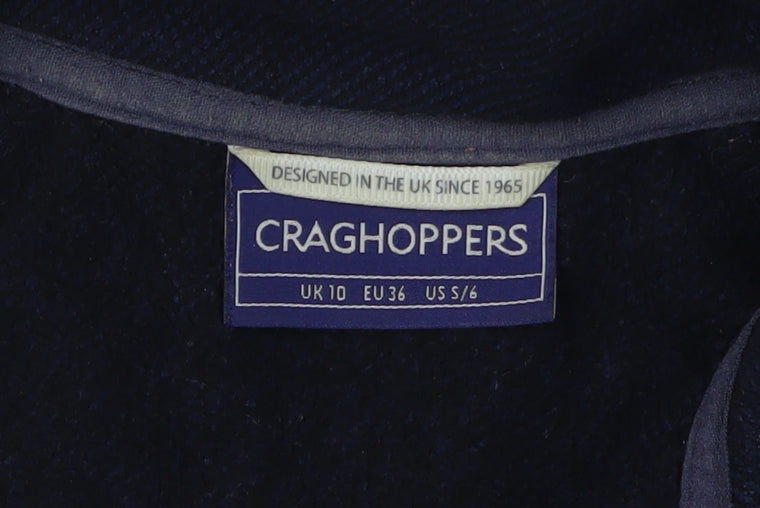 DESIGNED IN THE UK SINCE 1965
CRAGHOPPERS
UK 10 EU 36 US S/6